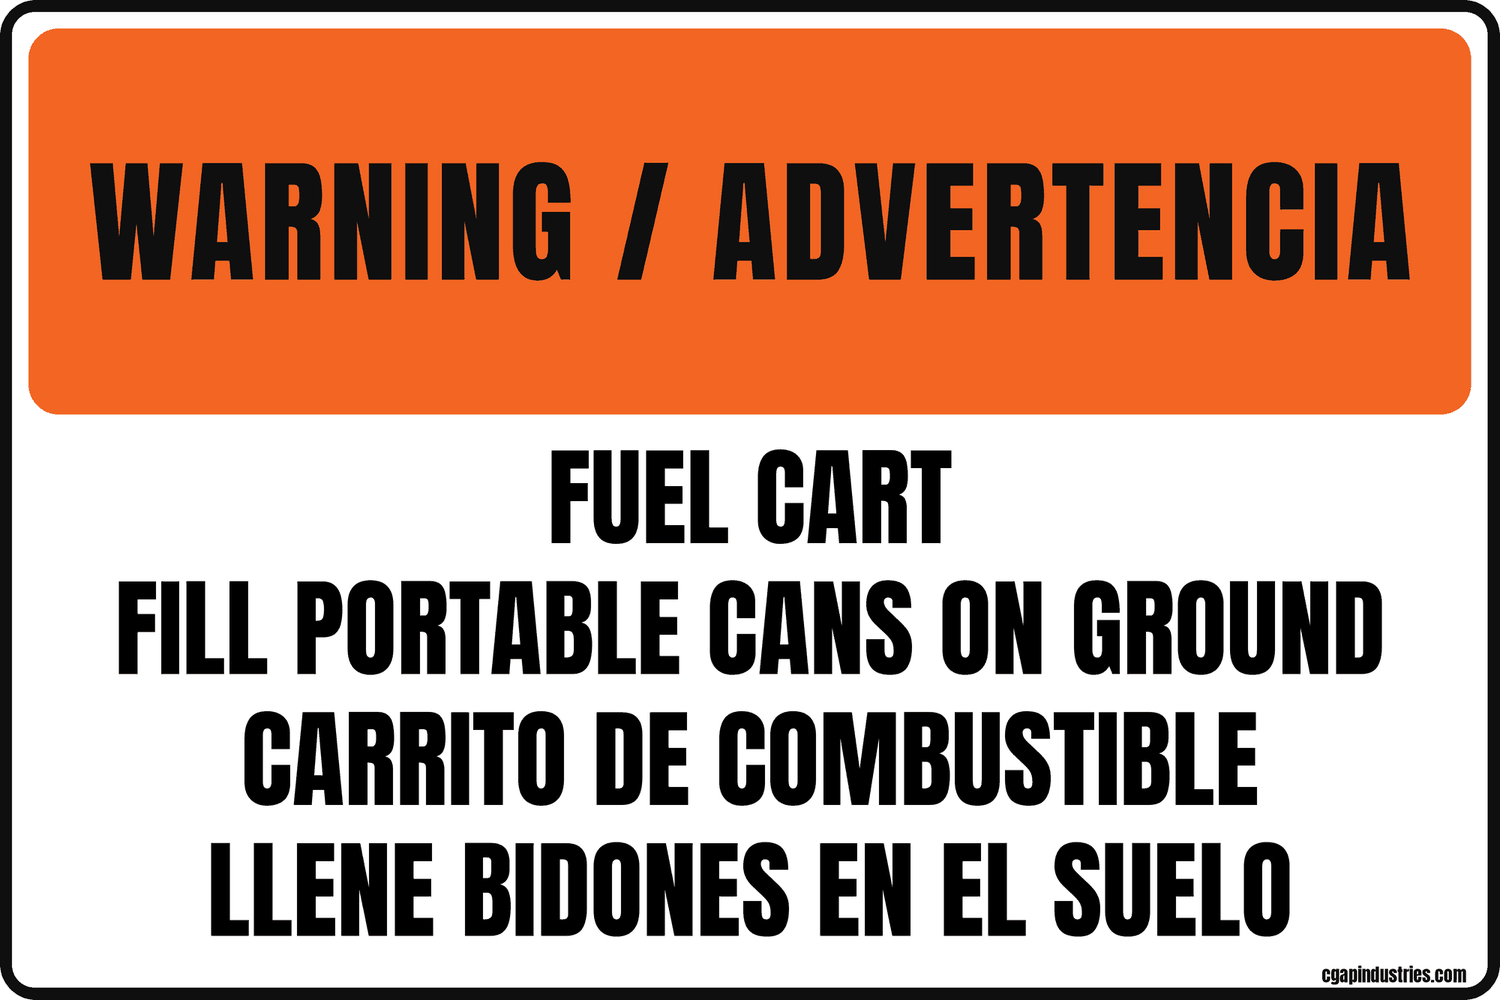 WARNING / ADVERTENCIA
FUEL CART
FILL PORTABLE CANS ON GROUND
CARRITO DE COMBUSTIBLE
LLENE BIDONES EN EL SUELO
cgapindustries.com